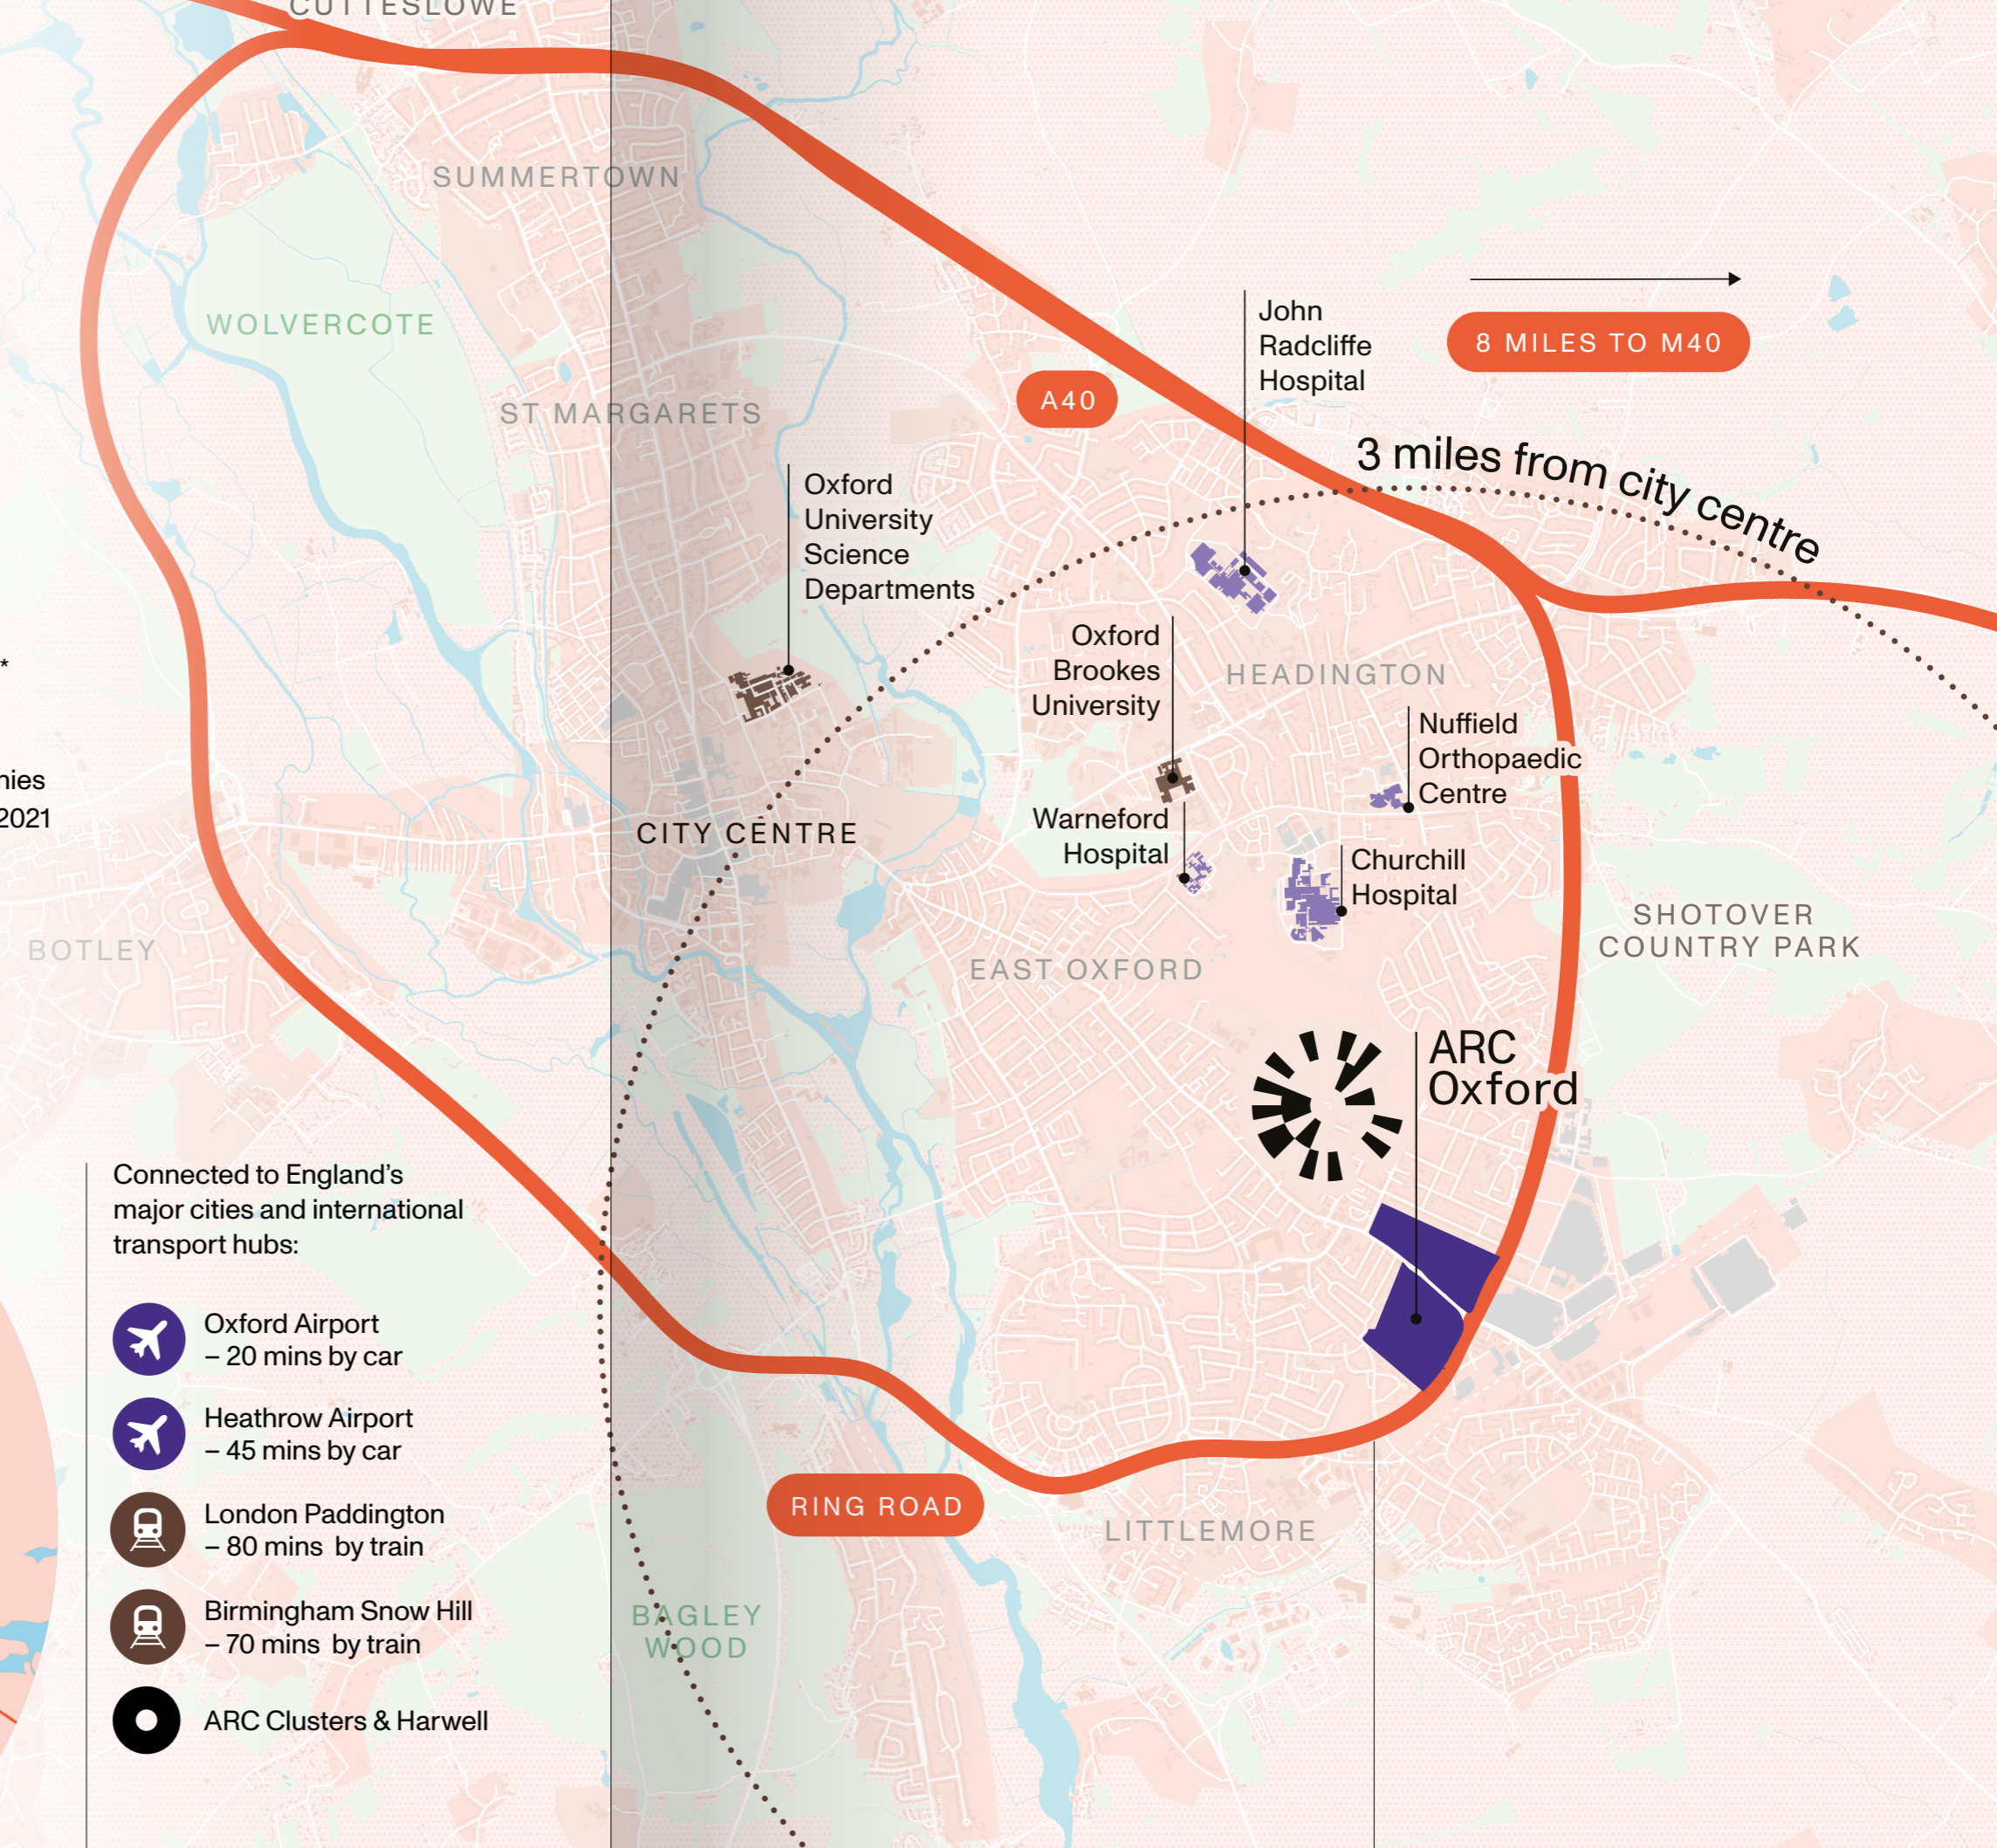 CUTTESLOWE
SUMMERTOWN
WOLVERCOTE
ST MARGARETS
A40
John
Radcliffe
Hospital
8 MILES TO M40
3 miles from city centre
Oxford
University
Science
Departments
Oxford
Brookes
University
HEADINGTON
Nuffield
Orthopaedic
Centre
*
2021
CITY CENTRE
Warneford
Hospital
Churchill
Hospital
BOTLEY
EAST OXFORD
SHOTOVER
COUNTRY PARK
ARC
Oxford
Connected to England’s
major cities and international
transport hubs:
Oxford Airport
– 20 mins by car
Heathrow Airport
– 45 mins by car
London Paddington
– 80 mins by train
Birmingham Snow Hill
– 70 mins by train
ARC Clusters & Harwell
RING ROAD
LITTLEMORE
BAGLEY
WOOD